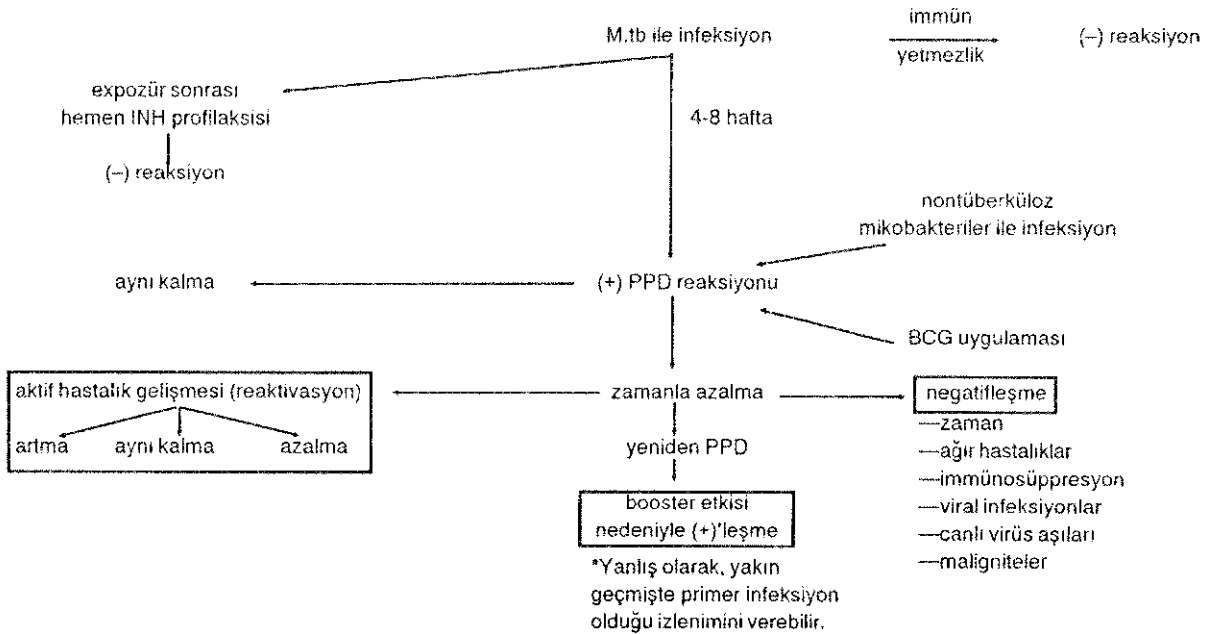 M.tb ile infeksiyon
immün
yetmezlik
(–) reaksiyon
expozür sonrası
hemen INH profilaksisi
(–) reaksiyon
4-8 hafta
nontüberküloz
mikobakteriler ile infeksiyon
aynı kalma
(+) PPD reaksiyonu
BCG uygulaması
aktif hastalık gelişmesi (reaktivasyon)
artma aynı kalma azalma
zamanla azalma
negatifleşme
—zaman
—ağır hastalıklar
—immünosüppresyon
—viral infeksiyonlar
—canlı virüs aşıları
—maligniteler
yeniden PPD
booster etkisi
nedeniyle (+)'leşme
*Yanlış olarak, yakın
geçmişte primer infeksiyon
olduğu izlenimini verebilir.